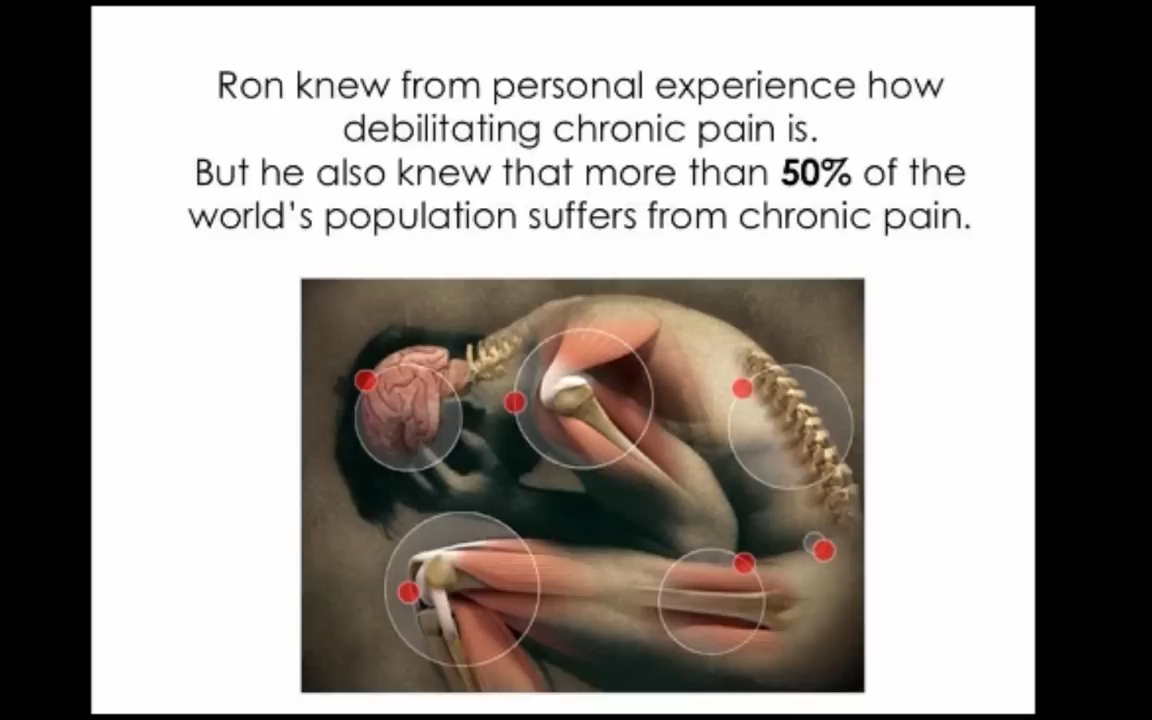 Ron knew from personal experience how
debilitating chronic pain is.
But he also knew that more than 50% of the
world's population suffers from chronic pain.